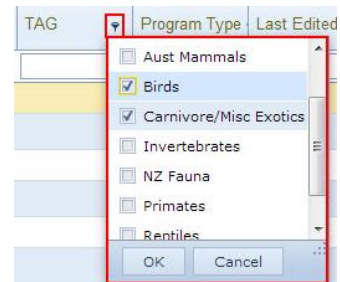 TAG Program Type Last Edited
Aust Mammals
Birds
Carnivore/Misc Exotics
Invertebrates
NZ Fauna
Primates
Reptiles
OK Cancel